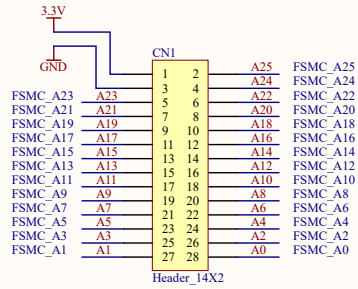 3.3V
CN1
GND
1 2 A25 FSMC_A25
3 4 A24 FSMC_A24
FSMC_A23 A23 5 6 A22 FSMC_A22
FSMC_A21 A21 7 8 A20 FSMC_A20
FSMC_A19 A19 9 10 A18 FSMC_A18
FSMC_A17 A17 11 12 A16 FSMC_A16
FSMC_A15 A15 13 14 A14 FSMC_A14
FSMC_A13 A13 15 16 A12 FSMC_A12
FSMC_A11 A11 17 18 A10 FSMC_A10
FSMC_A9 A9 19 20 A8 FSMC_A8
FSMC_A7 A7 21 22 A6 FSMC_A6
FSMC_A5 A5 23 24 A4 FSMC_A4
FSMC_A3 A3 25 26 A2 FSMC_A2
FSMC_A1 A1 27 28 A0 FSMC_A0
Header_14X2